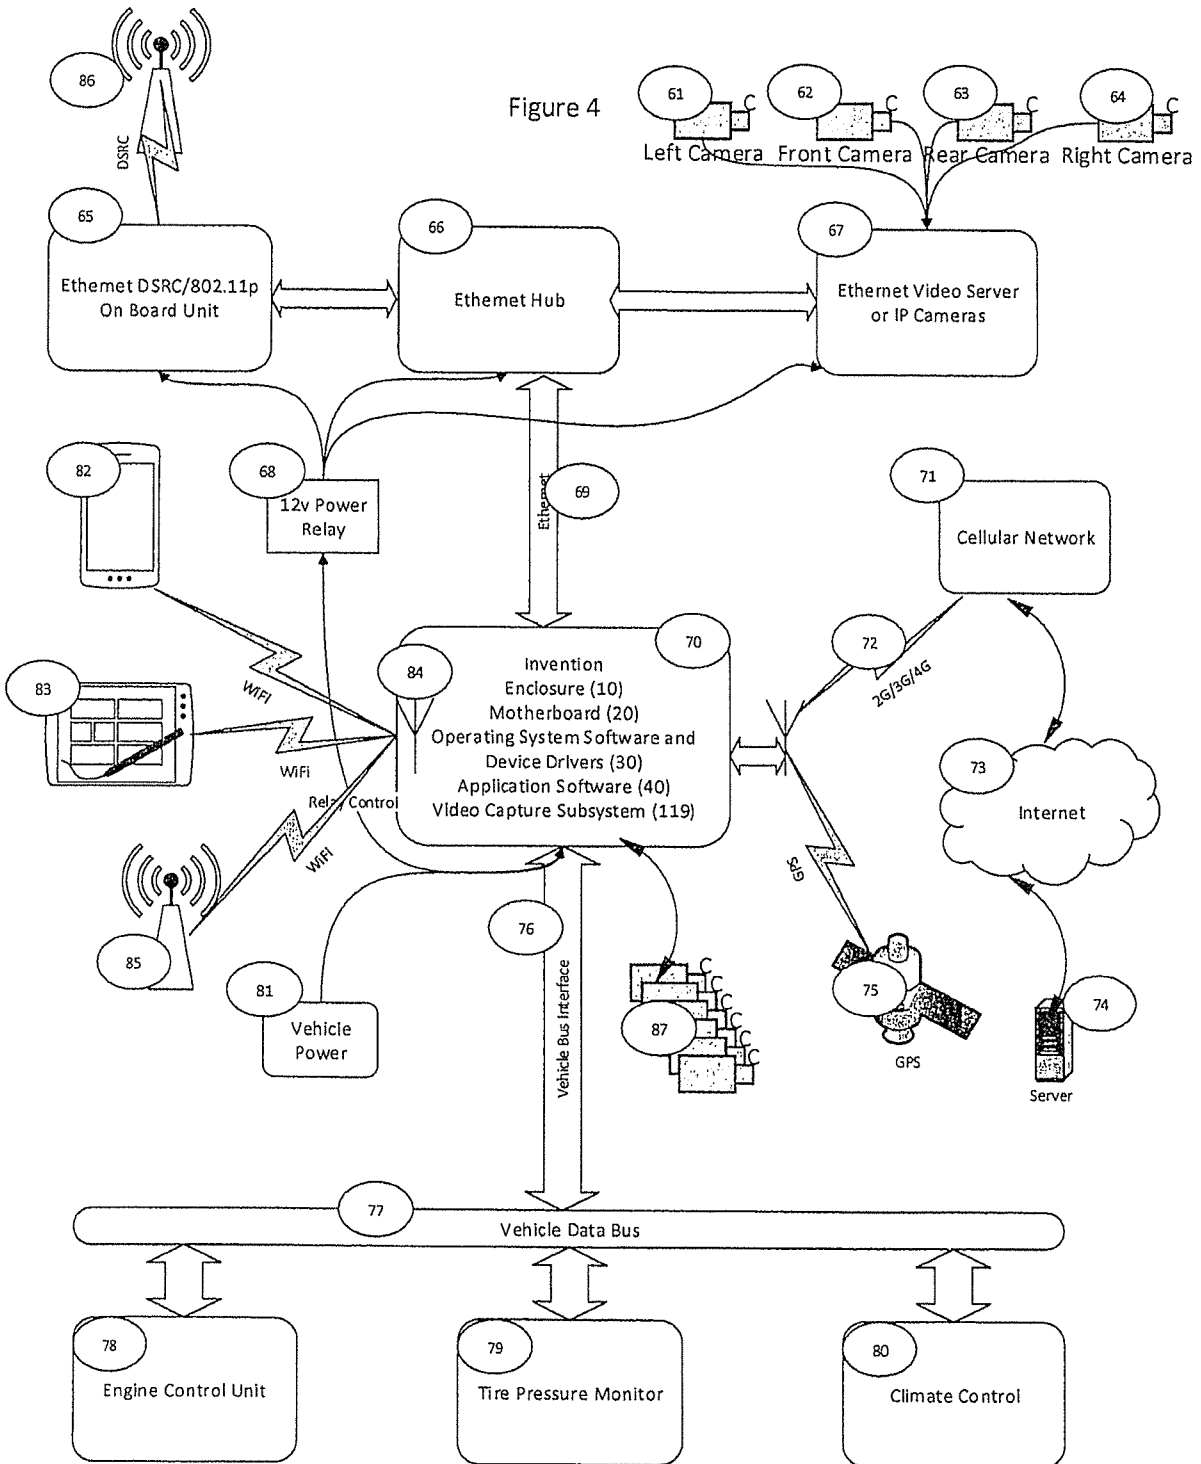 86
Figure 4
61
62
63
64
C
C
C
C
Left Camera
Front Camera
Rear Camera
Right Camera
DSRC
65
66
67
Ethernet DSRC/802.11p
On Board Unit
Ethernet Hub
Ethernet Video Server
or IP Cameras
82
68
12v Power
Relay
Ethernet
69
71
Cellular Network
70
84
Invention
Enclosure (10)
Motherboard (20)
Operating System Software and
Device Drivers (30)
Application Software (40)
Video Capture Subsystem (119)
72
2G/3G/4G
83
WiFi
WiFi
Relay Control
WiFi
73
Internet
GPS
85
76
81
Vehicle
Power
Vehicle Bus Interface
87
C
C
C
C
C
C
75
GPS
74
Server
77
Vehicle Data Bus
78
Engine Control Unit
79
Tire Pressure Monitor
80
Climate Control